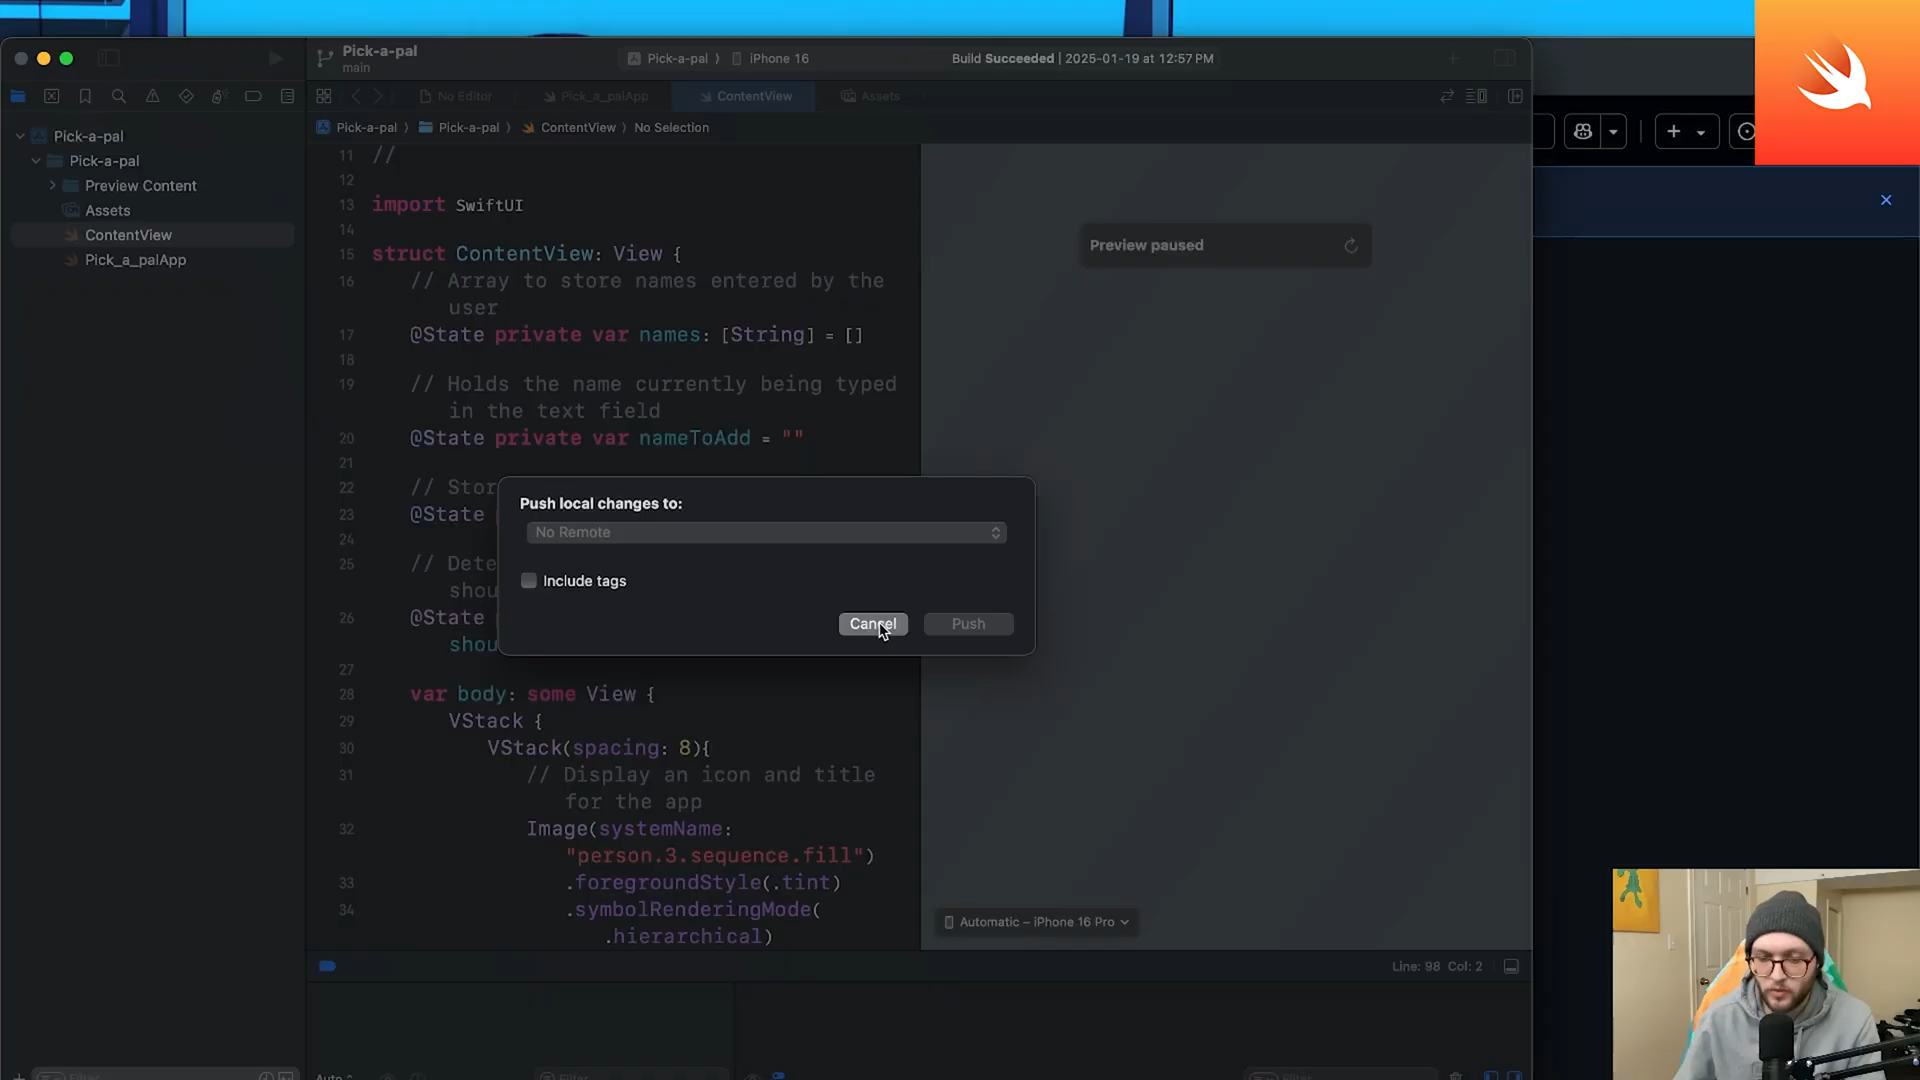 Pick-a-pal
main
Pick-a-pal
iPhone 16
Build Succeeded | 2025-01-19 at 12:57 PM
No Editor
Pick_a_palApp
ContentView
Assets
Pick-a-pal
Pick-a-pal
ContentView
No Selection
Pick-a-pal
Pick-a-pal
Preview Content
Assets
ContentView
Pick_a_palApp
11 //
12
13 import SwiftUI
14
15 struct ContentView: View {
16 // Array to store names entered by the
user
17 @State private var names: [String] = []
18
19 // Holds the name currently being typed
in the text field
20 @State private var nameToAdd = ""
21
22 // Stor
23 @State
24
25 // Dete
shou
26 @State
shou
27
28 var body: some View {
29 VStack {
30 VStack(spacing: 8){
31 // Display an icon and title
for the app
32 Image(systemName:
"person.3.sequence.fill")
33 .foregroundStyle(.tint)
34 .symbolRenderingMode(
.hierarchical)
Push local changes to:
No Remote
Include tags
Cancel
Push
Preview paused
Automatic – iPhone 16 Pro
Line: 98 Col: 2
Filter
Auto
Filter
Filter